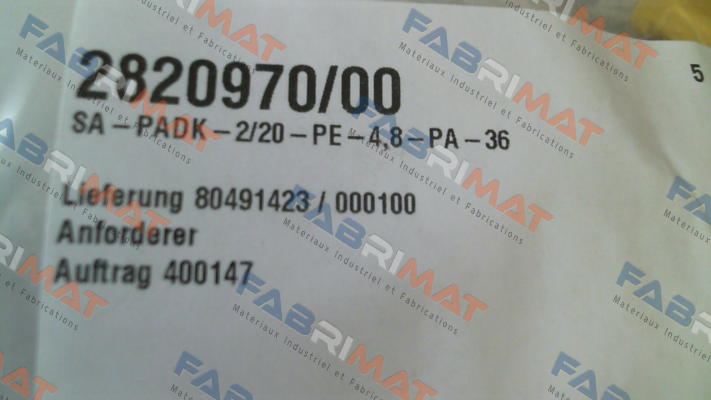 2820970/00
5
SA-PADK-2/20-PE-4,8-PA-36
Lieferung 80491423/000100
Anforderer
Auftrag 400147
FABRIMAT
Materiaux Industriel et Fabrications